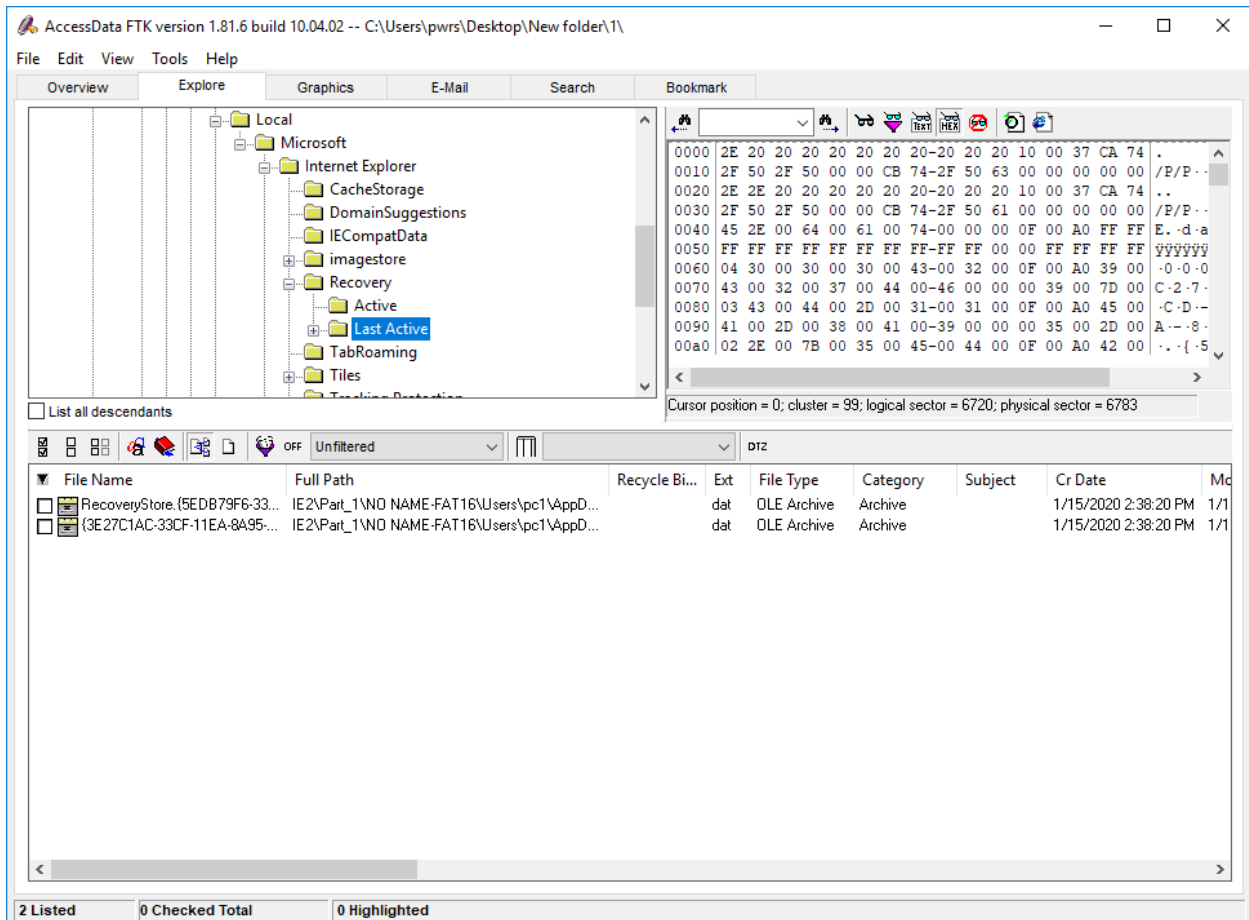 AccessData FTK version 1.81.6 build 10.04.02 -- C:\Users\pwrs\Desktop\New folder\1\
File Edit View Tools Help
Overview Explore Graphics E-Mail Search Bookmark
Local
Microsoft
Internet Explorer
CacheStorage
DomainSuggestions
IECompatData
imagestore
Recovery
Active
Last Active
TabRoaming
Tiles
Tracking Protection
List all descendants
TEXT HEX
0000 2E 20 20 20 20 20 20 20-20 20 20 10 00 37 CA 74 .
0010 2F 50 2F 50 00 00 CB 74-2F 50 63 00 00 00 00 00 /P/P··
0020 2E 2E 20 20 20 20 20 20-20 20 20 10 00 37 CA 74 ..
0030 2F 50 2F 50 00 00 CB 74-2F 50 61 00 00 00 00 00 /P/P··
0040 45 2E 00 64 00 61 00 74-00 00 00 0F 00 A0 FF FF E.·d·a
0050 FF FF FF FF FF FF FF FF-FF FF 00 00 FF FF FF FF ÿÿÿÿÿÿ
0060 04 30 00 30 00 30 00 43-00 32 00 0F 00 A0 39 00 ·0·0·0
0070 43 00 32 00 37 00 44 00-46 00 00 00 39 00 7D 00 C·2·7·
0080 03 43 00 44 00 2D 00 31-00 31 00 0F 00 A0 45 00 ·C·D·-
0090 41 00 2D 00 38 00 41 00-39 00 00 00 35 00 2D 00 A·-·8·
00a0 02 2E 00 7B 00 35 00 45-00 44 00 0F 00 A0 42 00 ·.·{·5
Cursor position = 0; cluster = 99; logical sector = 6720; physical sector = 6783
OFF Unfiltered DTZ
File Name Full Path Recycle Bi... Ext File Type Category Subject Cr Date Mo
RecoveryStore.{5EDB79F6-33... IE2\Part_1\NO NAME-FAT16\Users\pc1\AppD... dat OLE Archive Archive 1/15/2020 2:38:20 PM 1/1
{3E27C1AC-33CF-11EA-8A95-... IE2\Part_1\NO NAME-FAT16\Users\pc1\AppD... dat OLE Archive Archive 1/15/2020 2:38:20 PM 1/1
2 Listed 0 Checked Total 0 Highlighted